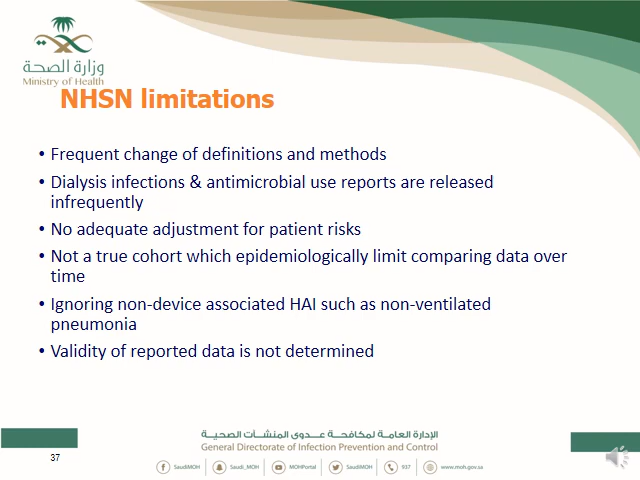 وزارة الصحة
Ministry of Health
NHSN limitations
• Frequent change of definitions and methods
• Dialysis infections & antimicrobial use reports are released
infrequently
• No adequate adjustment for patient risks
• Not a true cohort which epidemiologically limit comparing data over
time
• Ignoring non-device associated HAI such as non-ventilated
pneumonia
• Validity of reported data is not determined
الإدارة العامة لمكافحة عدوى المنشآت الصحية
General Directorate of Infection Prevention and Control
37
SaudiMOH Saudi_MOH MOHPortal SaudiMOH 937 www.moh.gov.sa